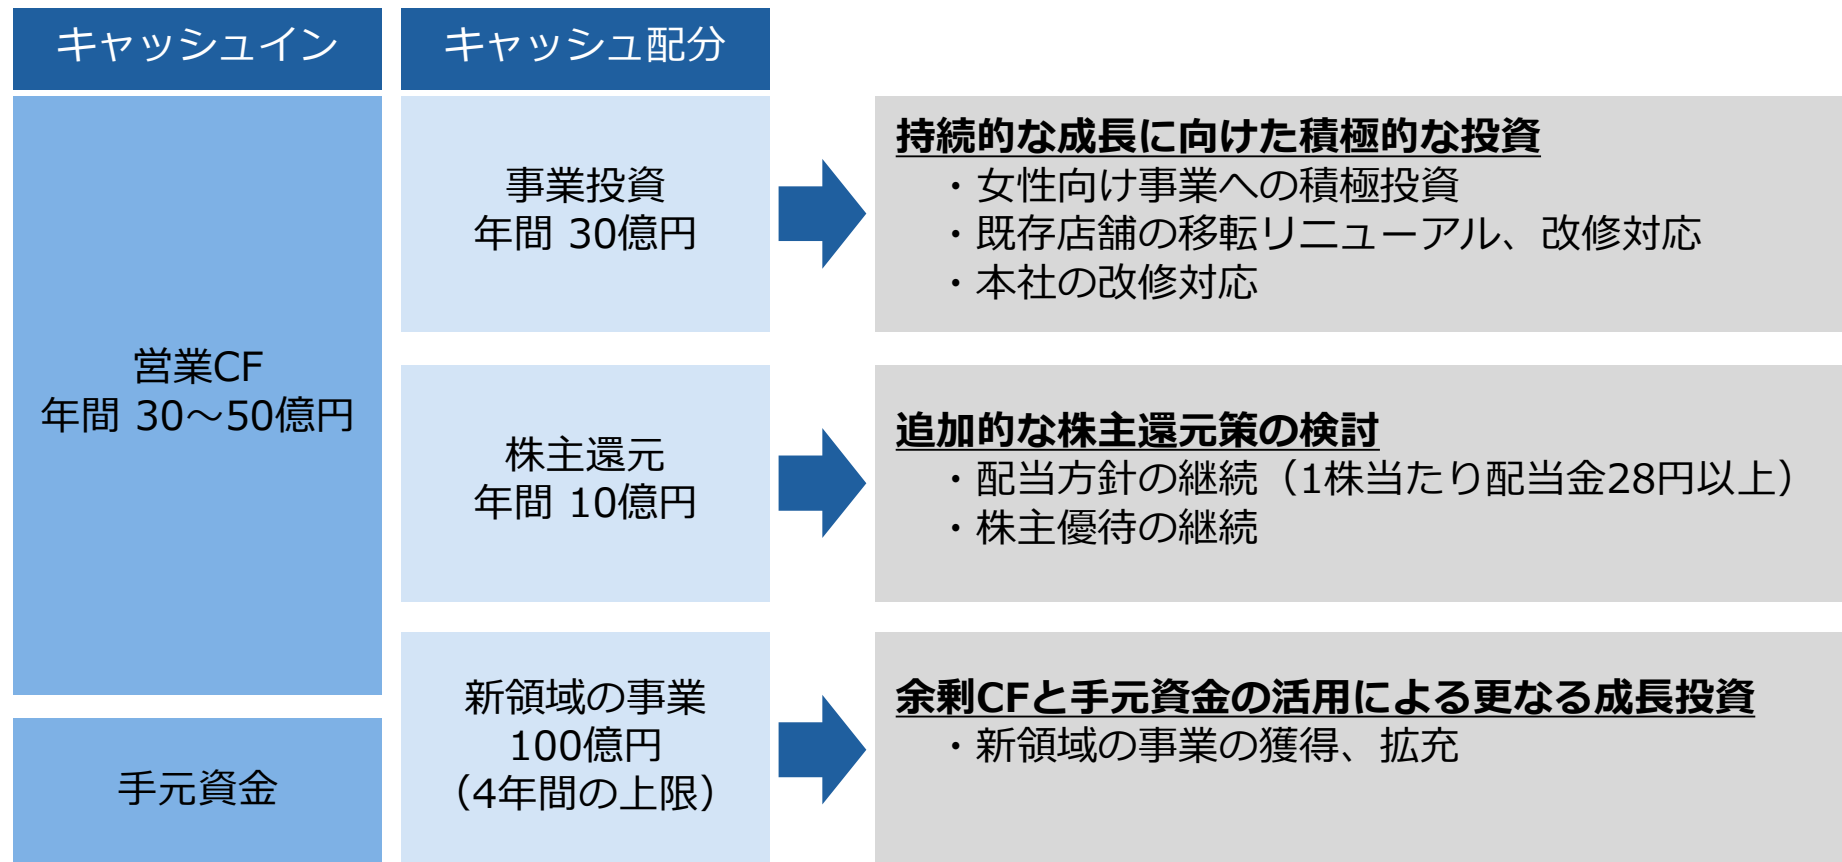 キャッシュイン
キャッシュ配分
営業CF
年間 30～50億円
手元資金
事業投資
年間 30億円
持続的な成長に向けた積極的な投資
・女性向け事業への積極投資
・既存店舗の移転リニューアル、改修対応
・本社の改修対応
株主還元
年間 10億円
追加的な株主還元策の検討
・配当方針の継続（1株当たり配当金28円以上）
・株主優待の継続
新領域の事業
100億円
（4年間の上限）
余剰CFと手元資金の活用による更なる成長投資
・新領域の事業の獲得、拡充